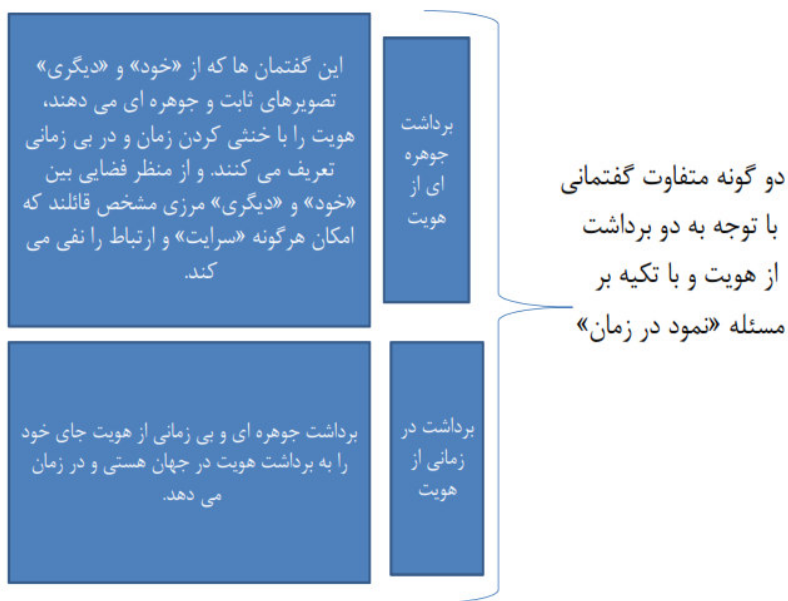 دو گونه متفاوت گفتمانی
با توجه به دو برداشت
از هویت و با تکیه بر
مسئله «نمود در زمان»
برداشت
جوهره
ای از
هویت
این گفتمان ها که از «خود» و «دیگری»
تصویرهای ثابت و جوهره ای می دهند،
هویت را با خنثی کردن زمان و در بی زمانی
تعریف می کنند. و از منظر فضایی بین
«خود» و «دیگری» مرزی مشخص قائلند که
امکان هرگونه «سرایت» و ارتباط را نفی می
کند.
برداشت در
زمانی از
هویت
برداشت جوهره ای و بی زمانی از هویت جای خود
را به برداشت هویت در جهان هستی و در زمان
می دهد.